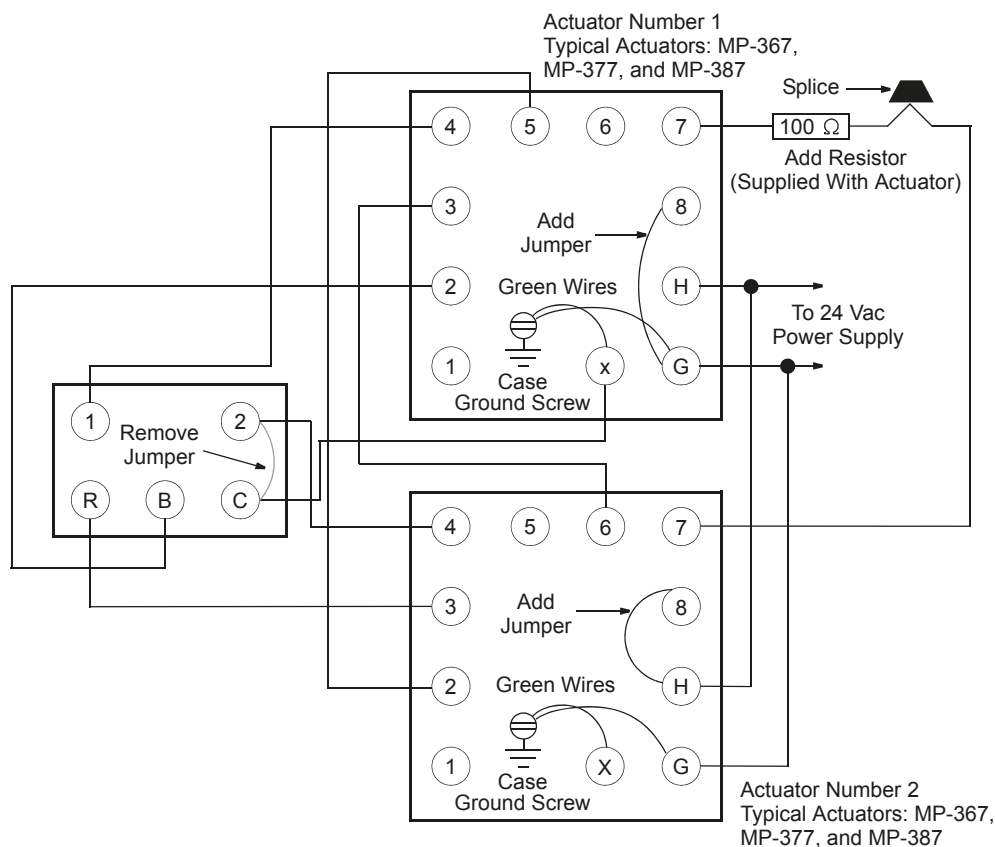 Actuator Number 1
Typical Actuators: MP-367,
MP-377, and MP-387
Splice
4
5
6
7
100 Ω
Add Resistor
(Supplied With Actuator)
3
Add
Jumper
8
2
Green Wires
H
To 24 Vac
Power Supply
1
Case
Ground Screw
x
G
1
2
Remove
Jumper
R
B
C
4
5
6
7
3
Add
Jumper
8
2
Green Wires
H
1
Case
Ground Screw
X
G
Actuator Number 2
Typical Actuators: MP-367,
MP-377, and MP-387